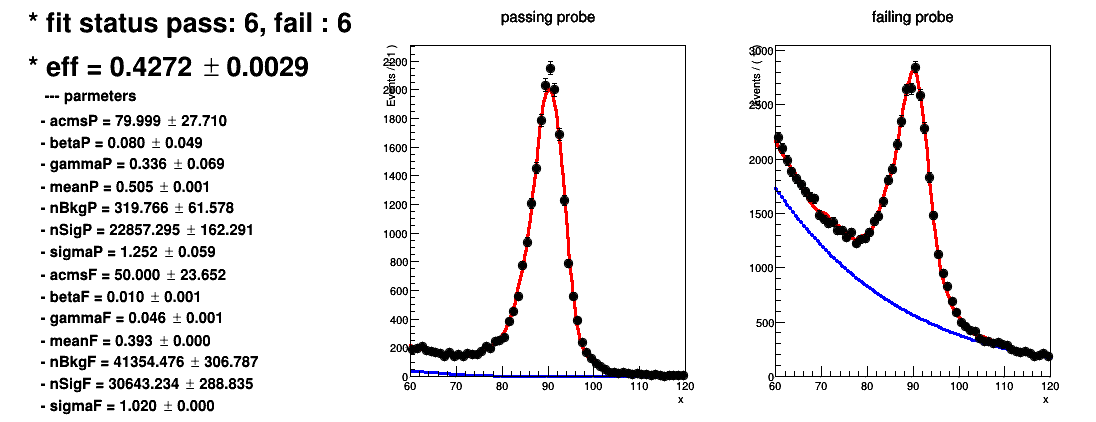 * fit status pass: 6, fail : 6
* eff = 0.4272 ± 0.0029
--- parmeters
- acmsP = 79.999 ± 27.710
- betaP = 0.080 ± 0.049
- gammaP = 0.336 ± 0.069
- meanP = 0.505 ± 0.001
- nBkgP = 319.766 ± 61.578
- nSigP = 22857.295 ± 162.291
- sigmaP = 1.252 ± 0.059
- acmsF = 50.000 ± 23.652
- betaF = 0.010 ± 0.001
- gammaF = 0.046 ± 0.001
- meanF = 0.393 ± 0.000
- nBkgF = 41354.476 ± 306.787
- nSigF = 30643.234 ± 288.835
- sigmaF = 1.020 ± 0.000
passing probe
Events / ( 1 )
2200
2000
1800
1600
1400
1200
1000
800
600
400
200
0
60 70 80 90 100 110 120
x
failing probe
Events / (
3000
2500
2000
1500
1000
500
0
60 70 80 90 100 110 120
x